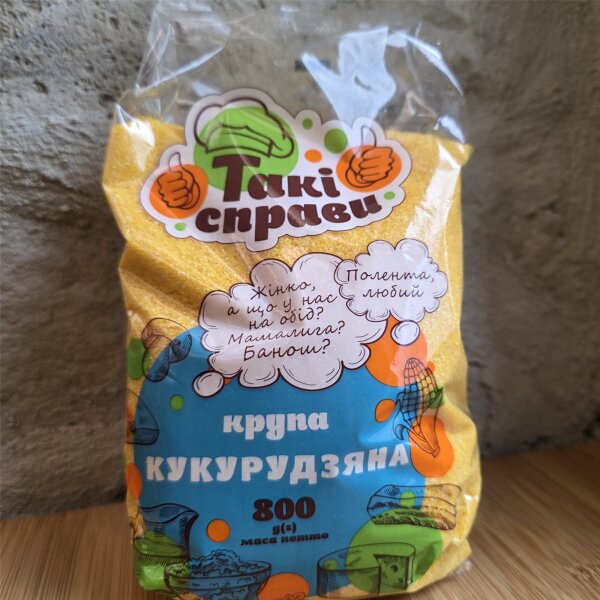 Такі
справи
Жінко,
а що у нас
на обід?
Мамалига?
Банош?
Полента,
любий
крупа
КУКУРУДЗЯНА
800
g(г)
маса нетто